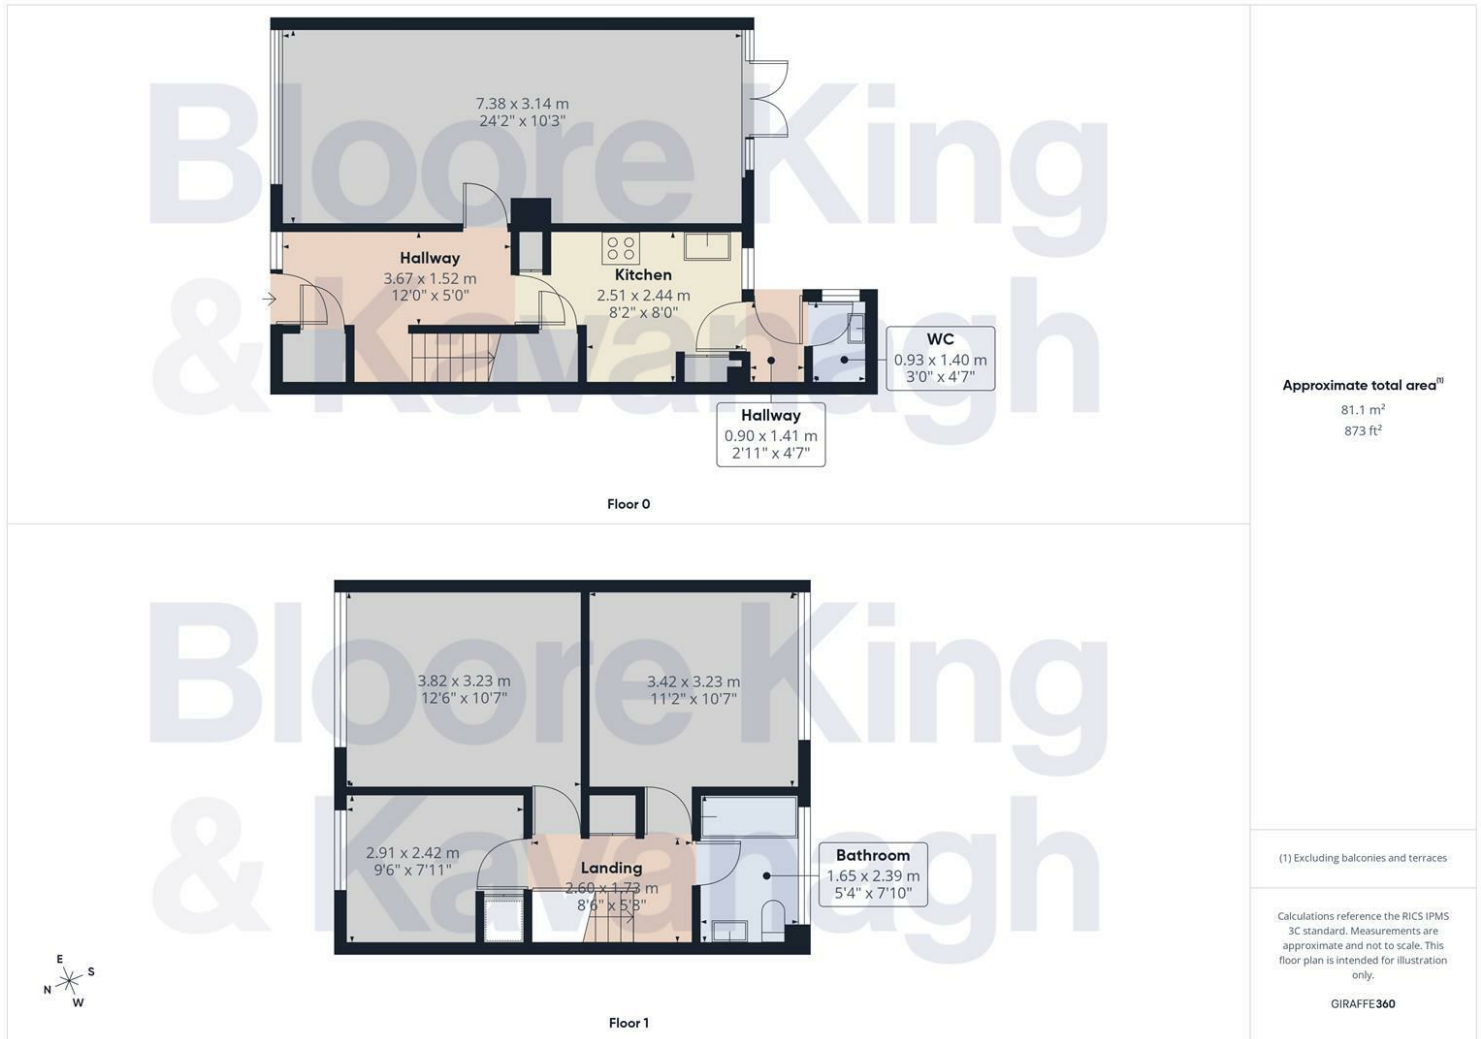 Bloore King
& Kavanagh
7.38 x 3.14 m
24'2" x 10'3"
Hallway
3.67 x 1.52 m
12'0" x 5'0"
Kitchen
2.51 x 2.44 m
8'2" x 8'0"
WC
0.93 x 1.40 m
3'0" x 4'7"
Hallway
0.90 x 1.41 m
2'11" x 4'7"
Floor 0
Bloore King
& Kavanagh
3.82 x 3.23 m
12'6" x 10'7"
3.42 x 3.23 m
11'2" x 10'7"
2.91 x 2.42 m
9'6" x 7'11"
Landing
2.60 x 1.73 m
8'6" x 5'8"
Bathroom
1.65 x 2.39 m
5'4" x 7'10"
E
S
N
W
Floor 1
Approximate total area(1)
81.1 m²
873 ft²
(1) Excluding balconies and terraces
Calculations reference the RICS IPMS
3C standard. Measurements are
approximate and not to scale. This
floor plan is intended for illustration
only.
GIRAFFE360